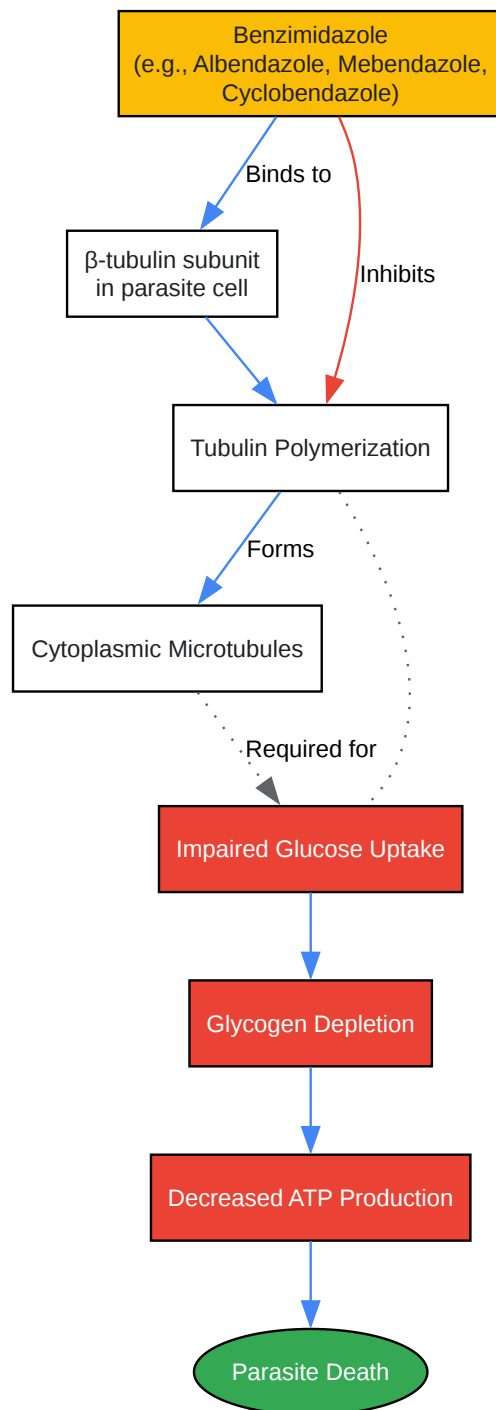 Benzimidazole
(e.g., Albendazole, Mebendazole,
Cyclobendazole)
Binds to
β-tubulin subunit
in parasite cell
Inhibits
Tubulin Polymerization
Forms
Cytoplasmic Microtubules
Required for
Impaired Glucose Uptake
Glycogen Depletion
Decreased ATP Production
Parasite Death